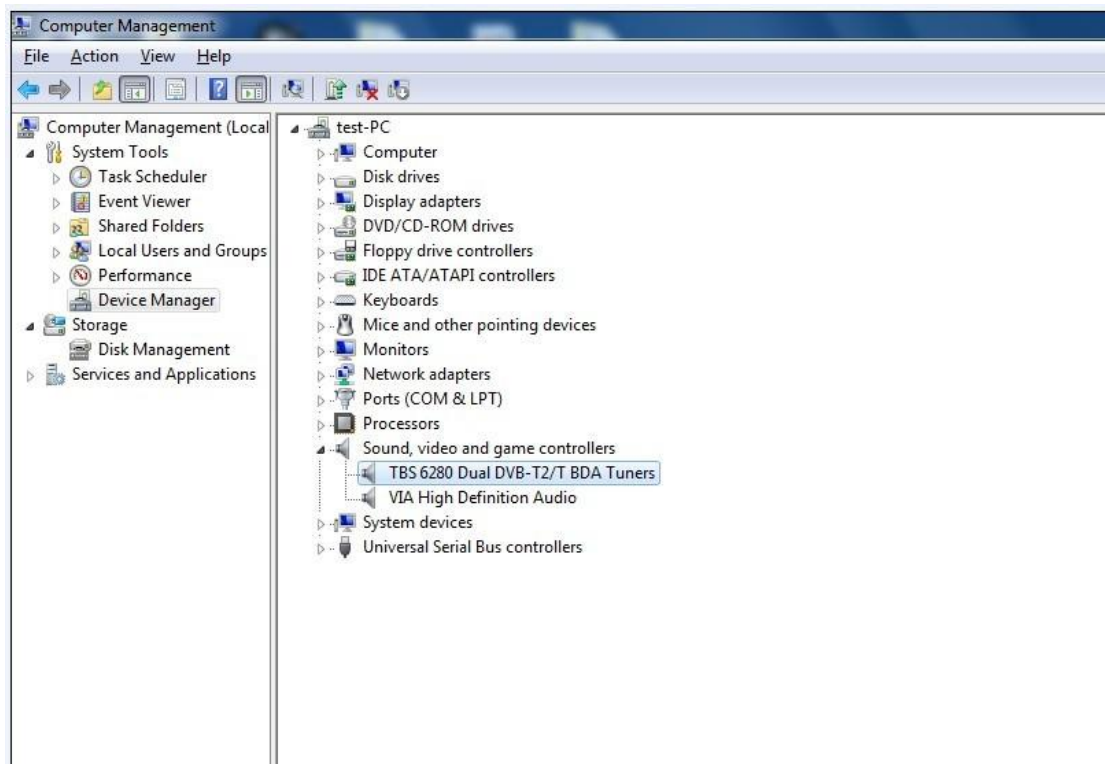 Computer Management
File Action View Help
Computer Management (Local
System Tools
Task Scheduler
Event Viewer
Shared Folders
Local Users and Groups
Performance
Device Manager
Storage
Disk Management
Services and Applications
test-PC
Computer
Disk drives
Display adapters
DVD/CD-ROM drives
Floppy drive controllers
IDE ATA/ATAPI controllers
Keyboards
Mice and other pointing devices
Monitors
Network adapters
Ports (COM & LPT)
Processors
Sound, video and game controllers
TBS 6280 Dual DVB-T2/T BDA Tuners
VIA High Definition Audio
System devices
Universal Serial Bus controllers